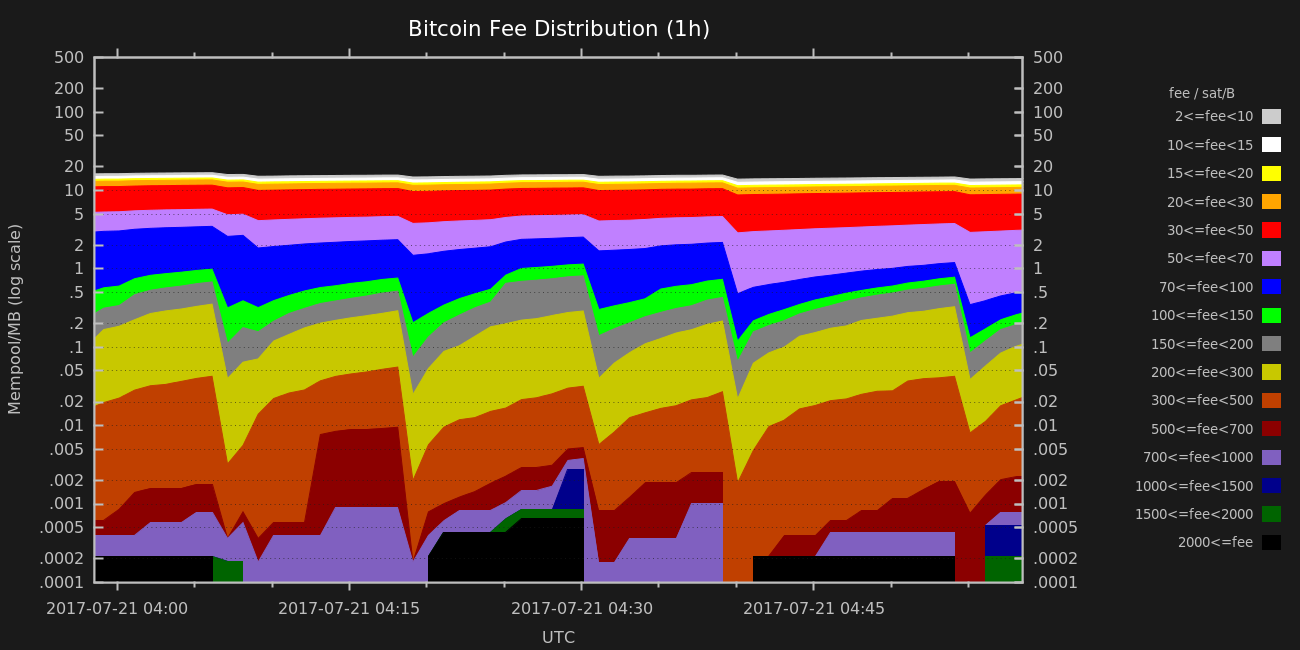 Bitcoin Fee Distribution (1h)
500 500
200 200
100 100
50 50
20 20
10 10
5 5
2 2
1 1
.5 .5
.2 .2
.1 .1
.05 .05
.02 .02
.01 .01
.005 .005
.002 .002
.001 .001
.0005 .0005
.0002 .0002
.0001 .0001
Mempool/MB (log scale)
2017-07-21 04:00 2017-07-21 04:15 2017-07-21 04:30 2017-07-21 04:45
UTC
fee / sat/B
2<=fee<10
10<=fee<15
15<=fee<20
20<=fee<30
30<=fee<50
50<=fee<70
70<=fee<100
100<=fee<150
150<=fee<200
200<=fee<300
300<=fee<500
500<=fee<700
700<=fee<1000
1000<=fee<1500
1500<=fee<2000
2000<=fee